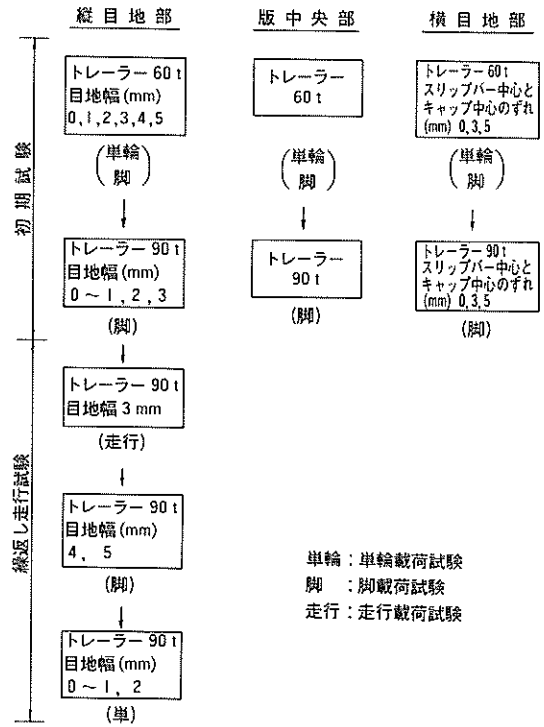 縦目地部
版中央部
横目地部
初期試験
トレーラー 60 t
目地幅 (mm)
0,1,2,3,4,5
(単輪
脚)
トレーラー
60 t
(単輪
脚)
トレーラー 60 t
スリップバー中心と
キャップ中心のずれ
(mm) 0,3,5
(単輪
脚)
トレーラー 90 t
目地幅 (mm)
0 ～ 1, 2, 3
(脚)
トレーラー
90 t
(脚)
トレーラー 90 t
スリップバー中心と
キャップ中心のずれ
(mm) 0,3,5
(脚)
繰返し走行試験
トレーラー 90 t
目地幅 3 mm
(走行)
トレーラー 90 t
目地幅 (mm)
4, 5
(脚)
トレーラー 90 t
目地幅 (mm)
0 ～ 1, 2
(単)
単輪：単輪載荷試験
脚　：脚載荷試験
走行：走行載荷試験